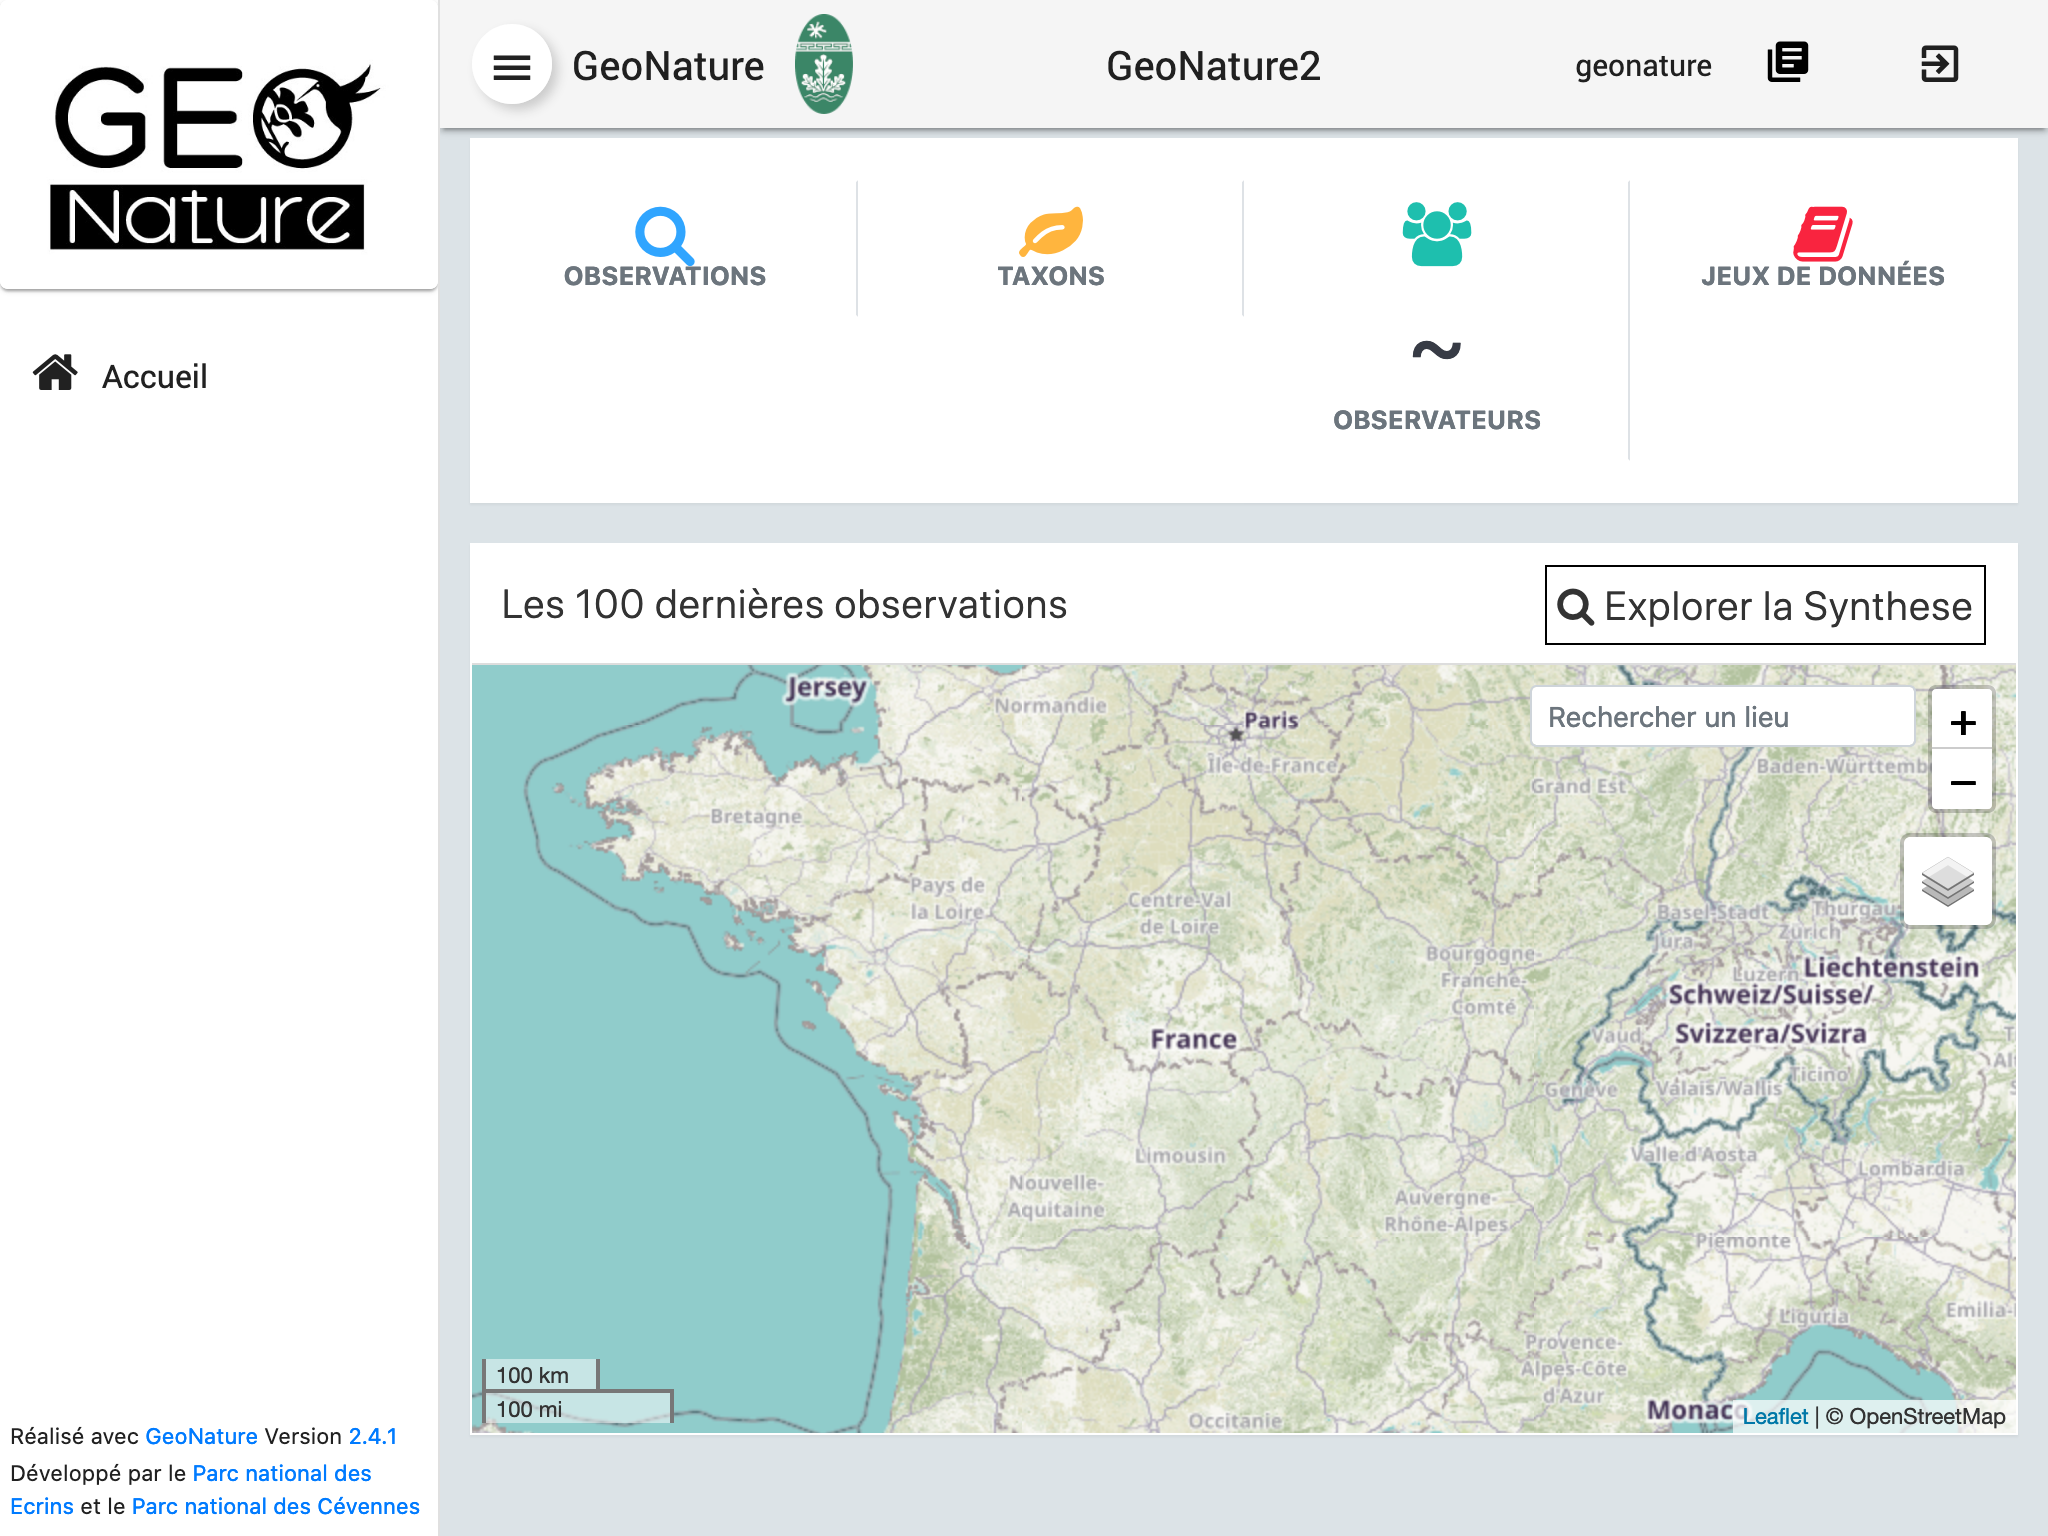 GEO
Nature
GeoNature
GeoNature2
geonature
Accueil
OBSERVATIONS
TAXONS
~
OBSERVATEURS
JEUX DE DONNÉES
Les 100 dernières observations
Explorer la Synthese
Rechercher un lieu
+
−
Jersey
Normandie
Paris
Île-de-France
Grand Est
Baden-Württemb
Bretagne
Pays de
la Loire
Centre-Val
de Loire
Bourgogne-
Franche-
Comté
Basel-Stadt
Thurgau
Jura
Zürich
Luzern
Liechtenstein
Schweiz/Suisse/
Svizzera/Svizra
Vaud
France
Genève
Valais/Wallis
Ticino
Limousin
Valle d'Aosta
Lombardia
Nouvelle-
Aquitaine
Auvergne-
Rhône-Alpes
Piemonte
Liguria
Emilia-
Provence-
Alpes-Côte
d'Azur
Monac
Occitanie
100 km
100 mi
Leaflet | © OpenStreetMap
Réalisé avec GeoNature Version 2.4.1
Développé par le Parc national des
Ecrins et le Parc national des Cévennes